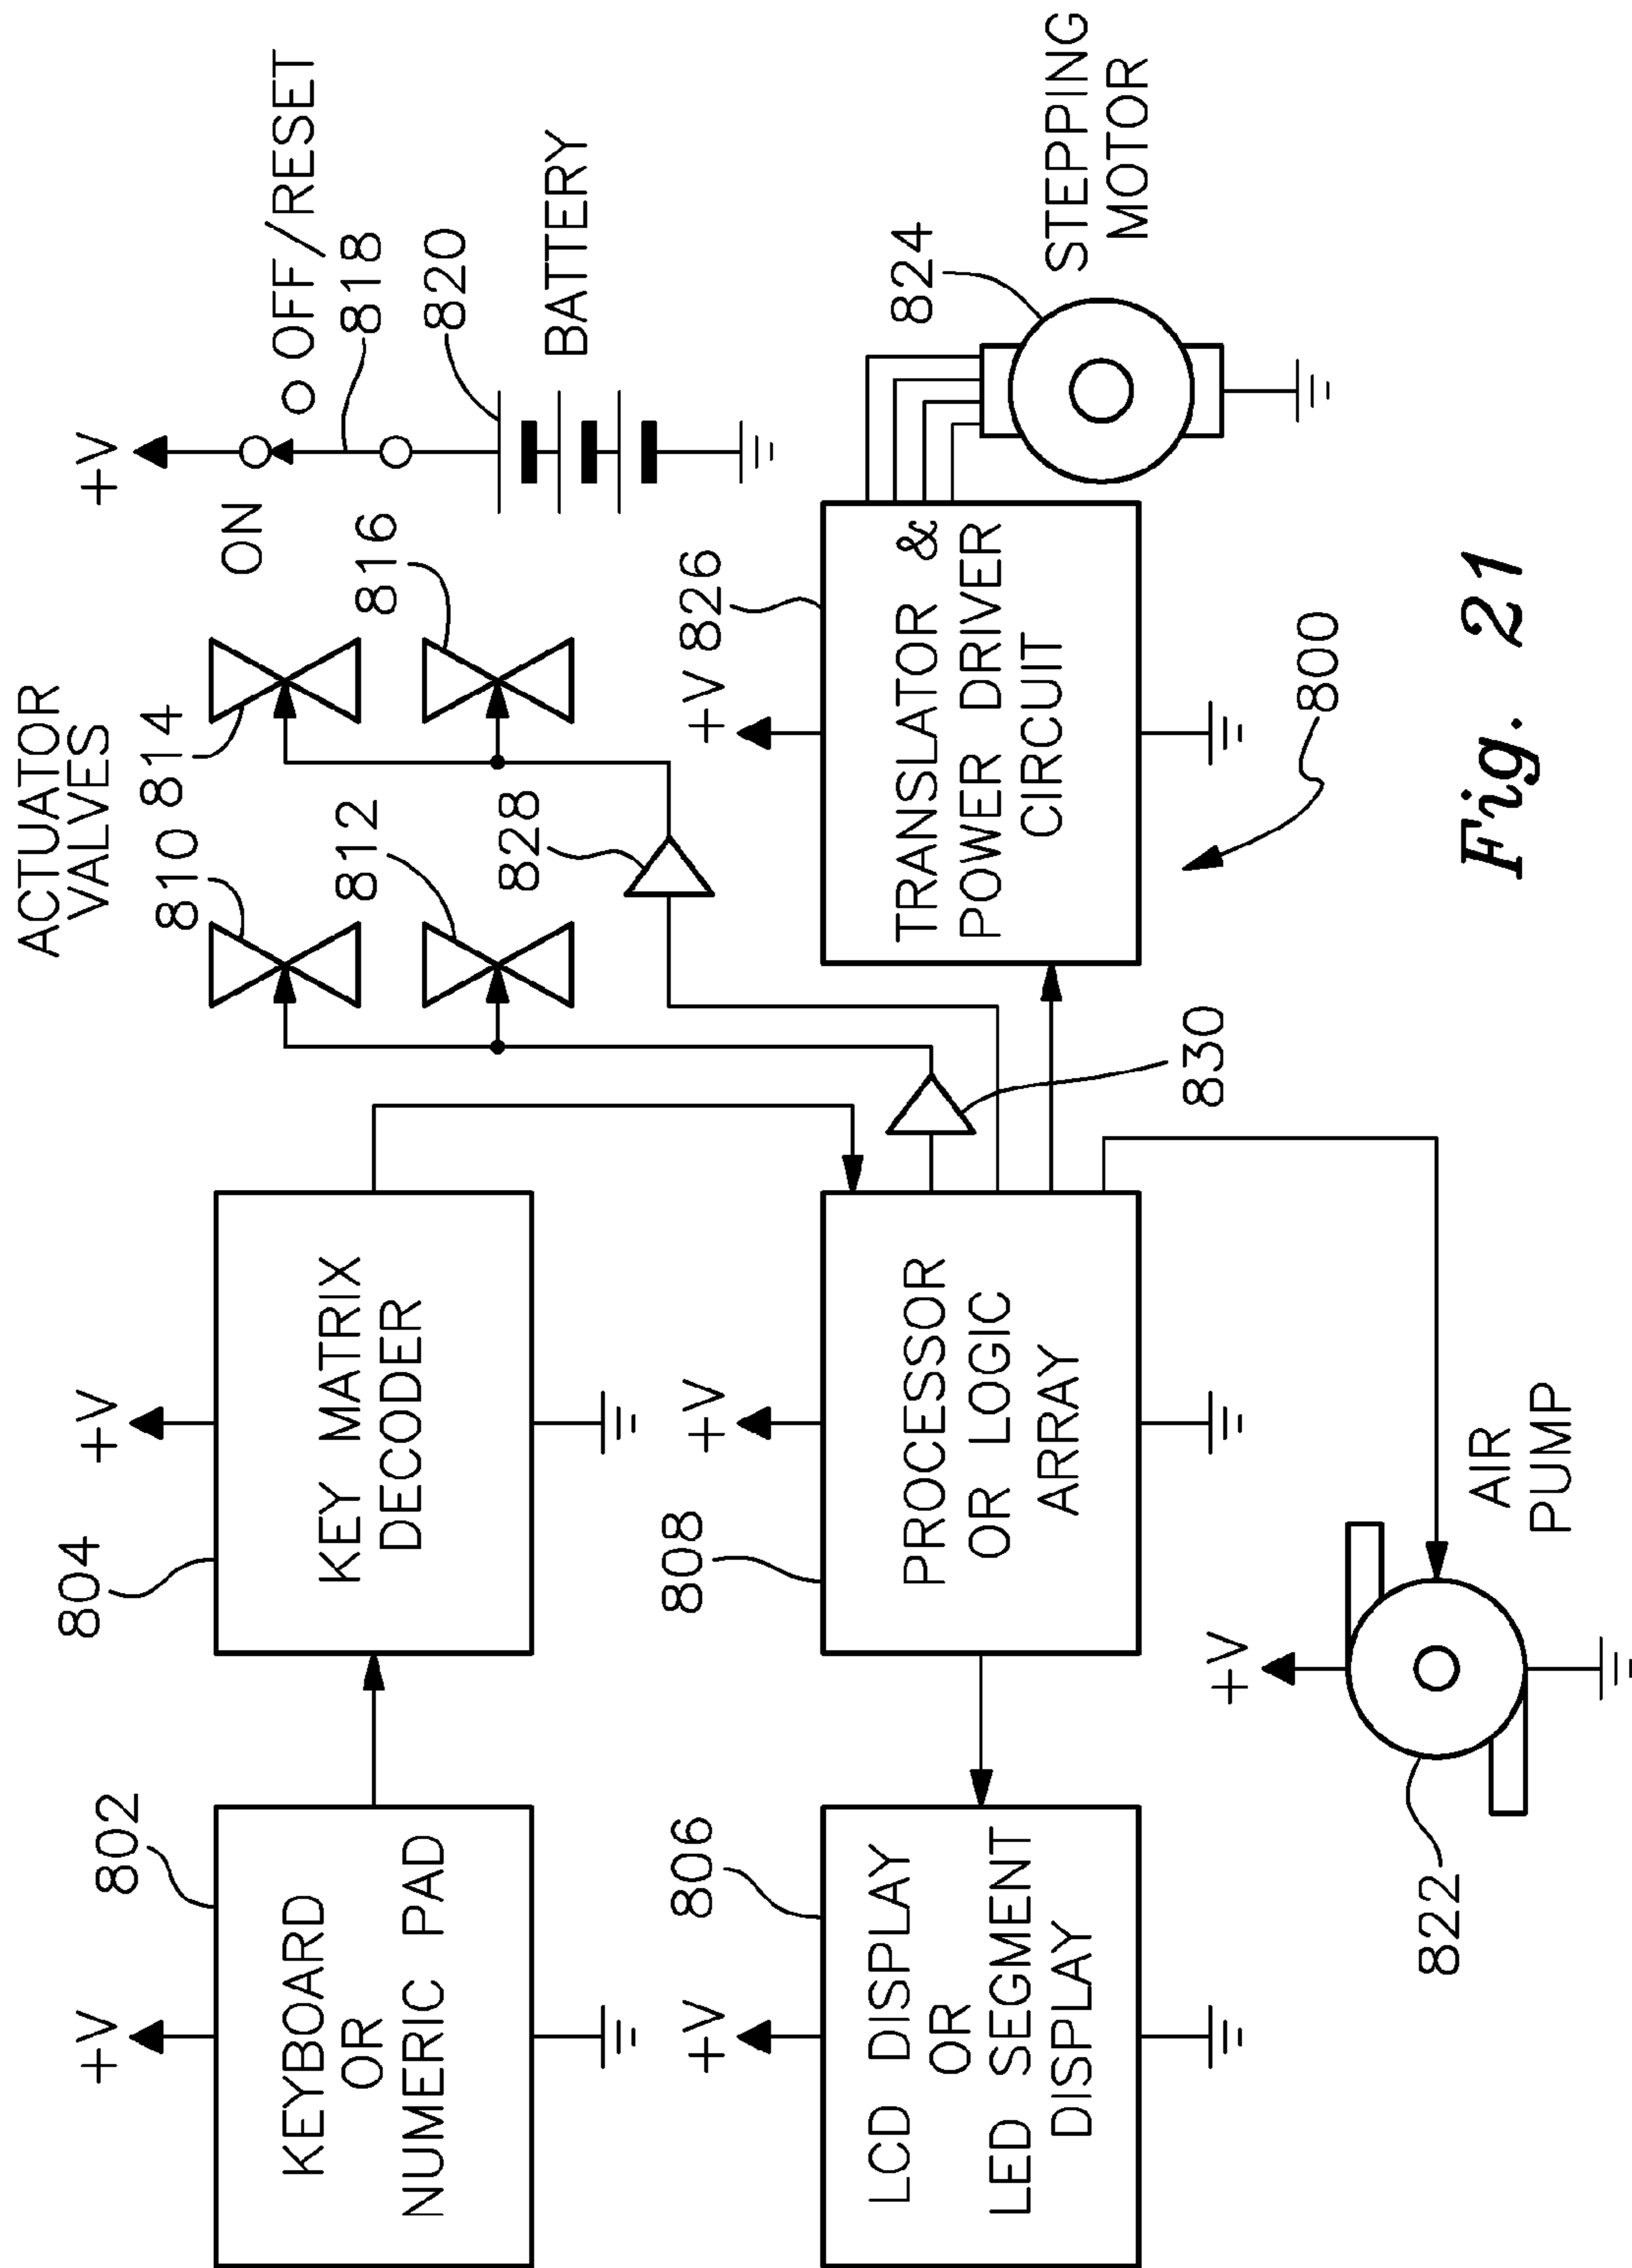 ACTUATOR
VALVES
+V
+V
+V
ON
OFF/RESET
802
804
810
814
812
816
818
820
BATTERY
KEYBOARD
OR
NUMERIC PAD
KEY MATRIX
DECODER
828
+V
+V
+V
806
808
826
824
LCD DISPLAY
OR
LED SEGMENT
DISPLAY
PROCESSOR
OR LOGIC
ARRAY
TRANSLATOR &
POWER DRIVER
CIRCUIT
STEPPING
MOTOR
830
800
+V
822
AIR
PUMP
Fig. 21